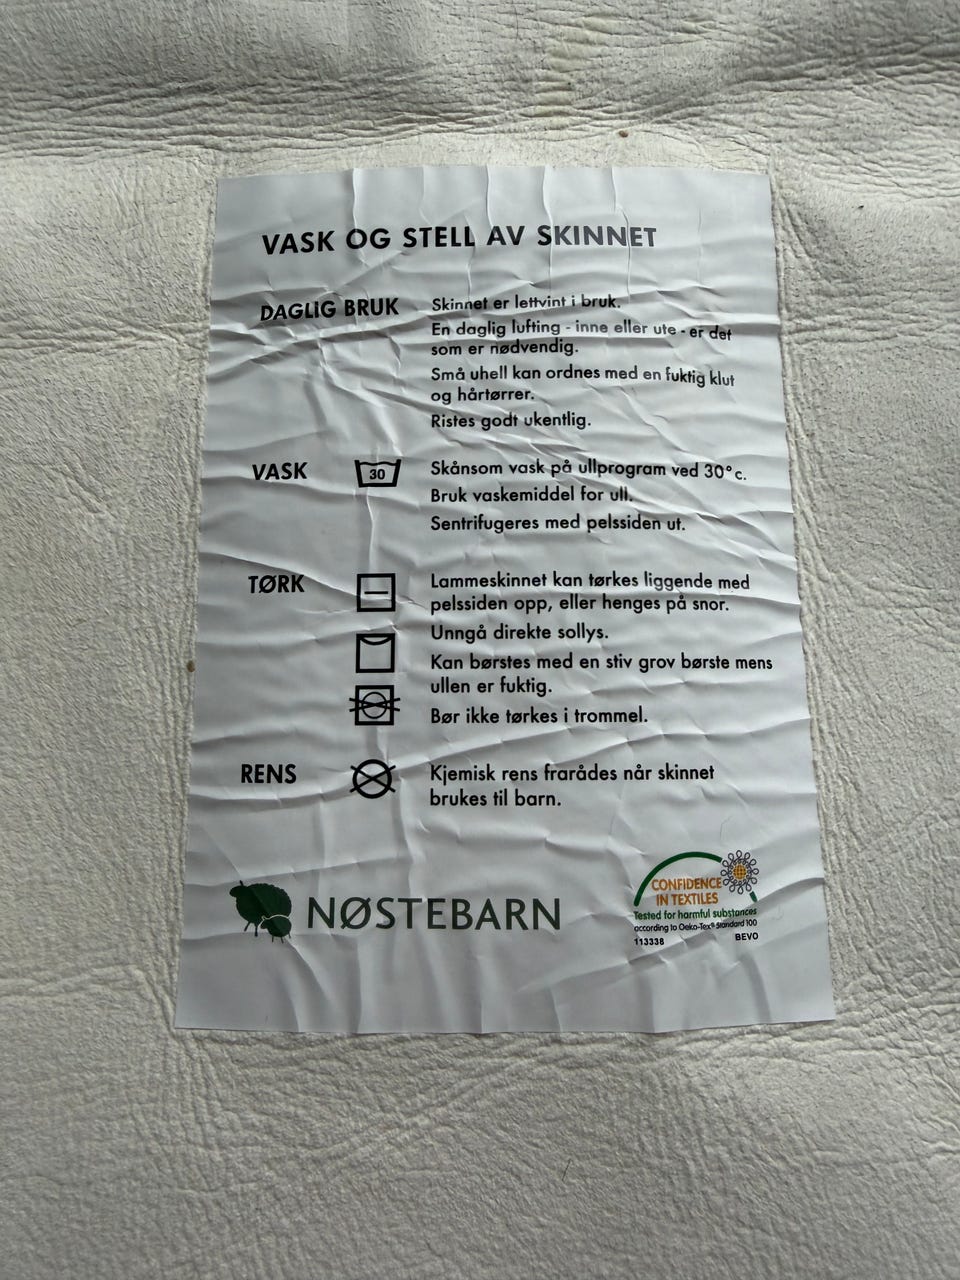 VASK OG STELL AV SKINNET
DAGLIG BRUK
Skinnet er lettvint i bruk.
En daglig lufting - inne eller ute - er det
som er nødvendig.
Små uhell kan ordnes med en fuktig klut
og hårtørrer.
Ristes godt ukentlig.
VASK
30
Skånsom vask på ullprogram ved 30°c.
Bruk vaskemiddel for ull.
Sentrifugeres med pelssiden ut.
TØRK
Lammeskinnet kan tørkes liggende med
pelssiden opp, eller henges på snor.
Unngå direkte sollys.
Kan børstes med en stiv grov børste mens
ullen er fuktig.
Bør ikke tørkes i trommel.
RENS
Kjemisk rens frarådes når skinnet
brukes til barn.
NØSTEBARN
CONFIDENCE
IN TEXTILES
Tested for harmful substances
according to Oeko-Tex® Standard 100
113338 BEVO